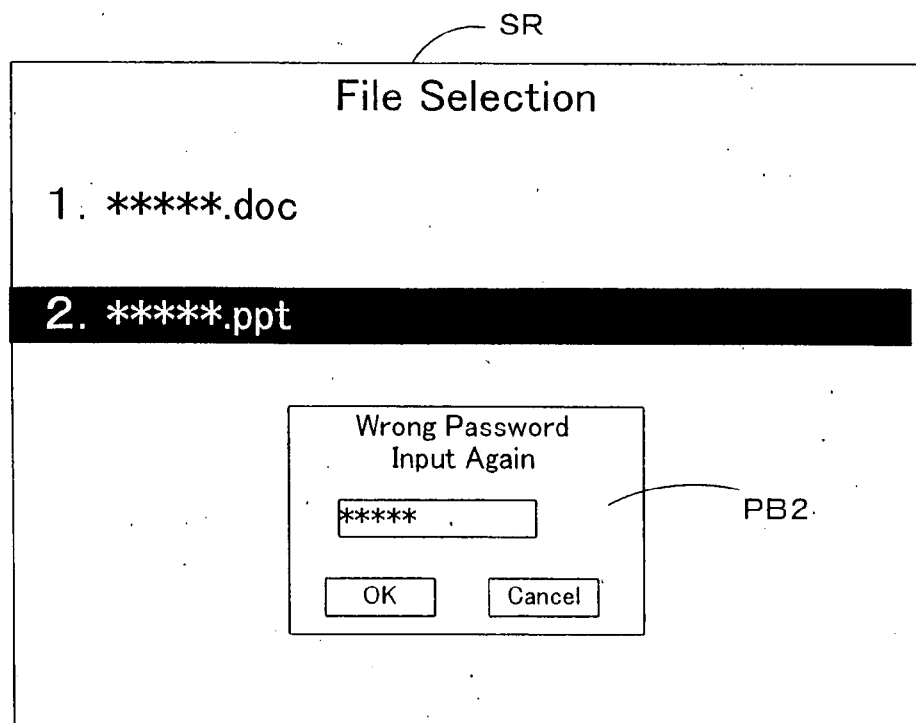 SR
File Selection
1. *****.doc
2. *****.ppt
Wrong Password
Input Again
*****
PB2
OK
Cancel